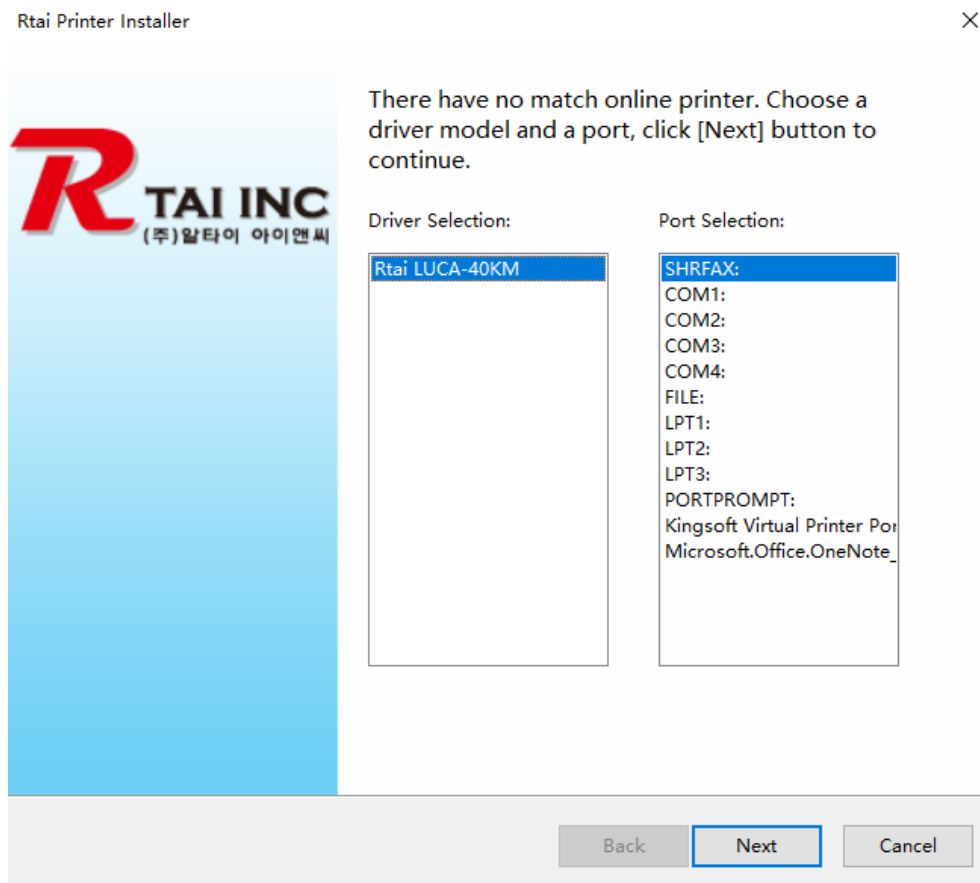 Rtai Printer Installer
There have no match online printer. Choose a
driver model and a port, click [Next] button to
continue.
R TAI INC
(주)알타이 아이앤씨
Driver Selection:
Rtai LUCA-40KM
Port Selection:
SHRFAX:
COM1:
COM2:
COM3:
COM4:
FILE:
LPT1:
LPT2:
LPT3:
PORTPROMPT:
Kingsoft Virtual Printer Por
Microsoft.Office.OneNote_
Back
Next
Cancel